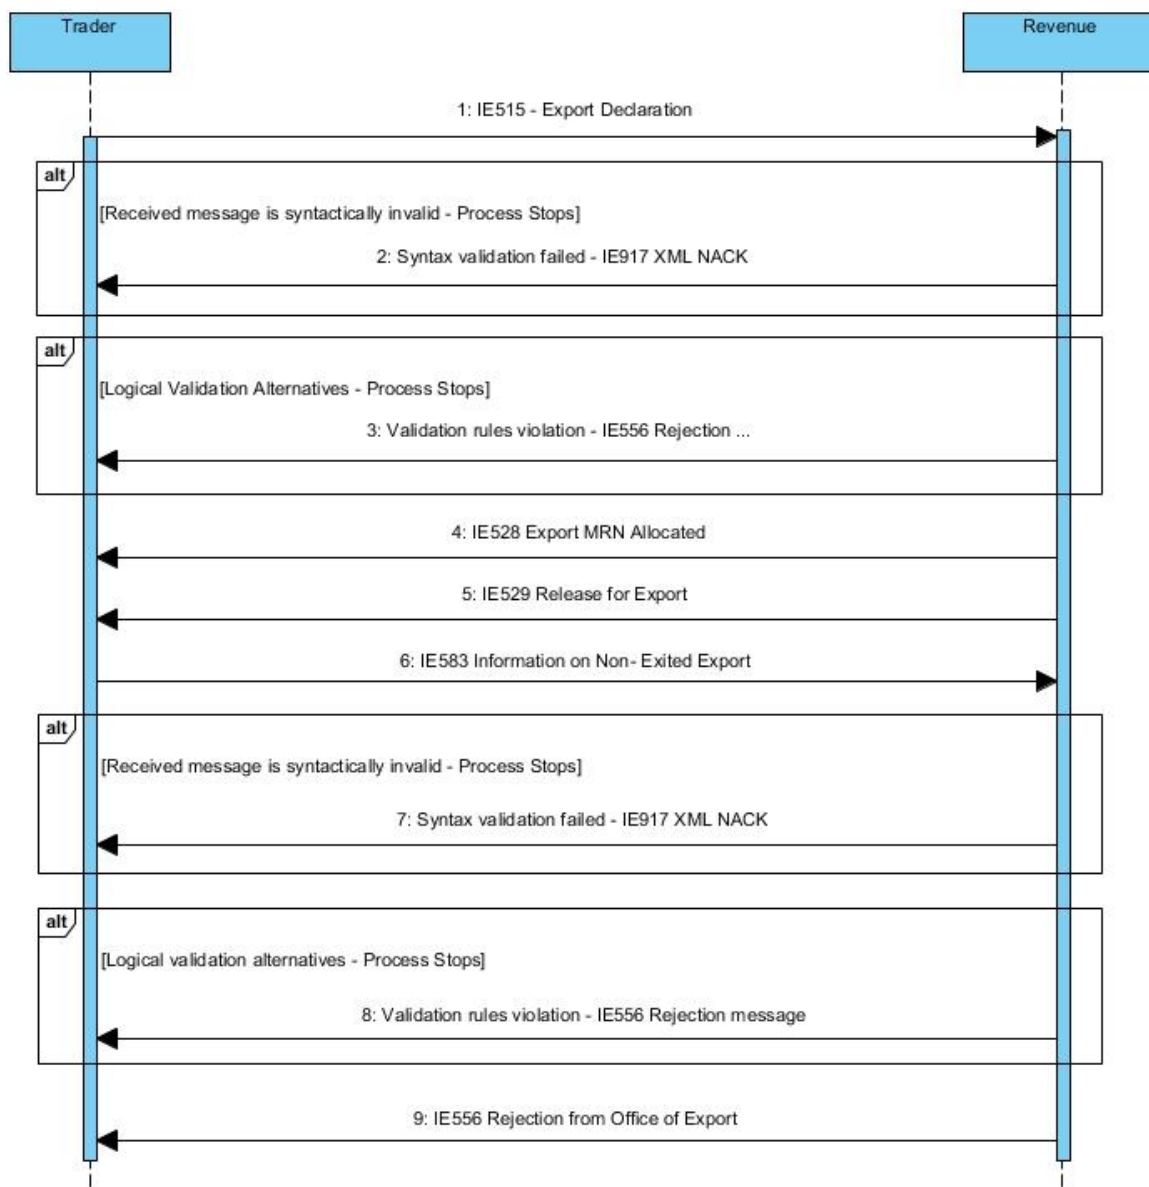 Trader
Revenue
1: IE515 - Export Declaration
alt
[Received message is syntactically invalid - Process Stops]
2: Syntax validation failed - IE917 XML NACK
alt
[Logical Validation Alternatives - Process Stops]
3: Validation rules violation - IE556 Rejection ...
4: IE528 Export MRN Allocated
5: IE529 Release for Export
6: IE583 Information on Non- Exited Export
alt
[Received message is syntactically invalid - Process Stops]
7: Syntax validation failed - IE917 XML NACK
alt
[Logical validation alternatives - Process Stops]
8: Validation rules violation - IE556 Rejection message
9: IE556 Rejection from Office of Export